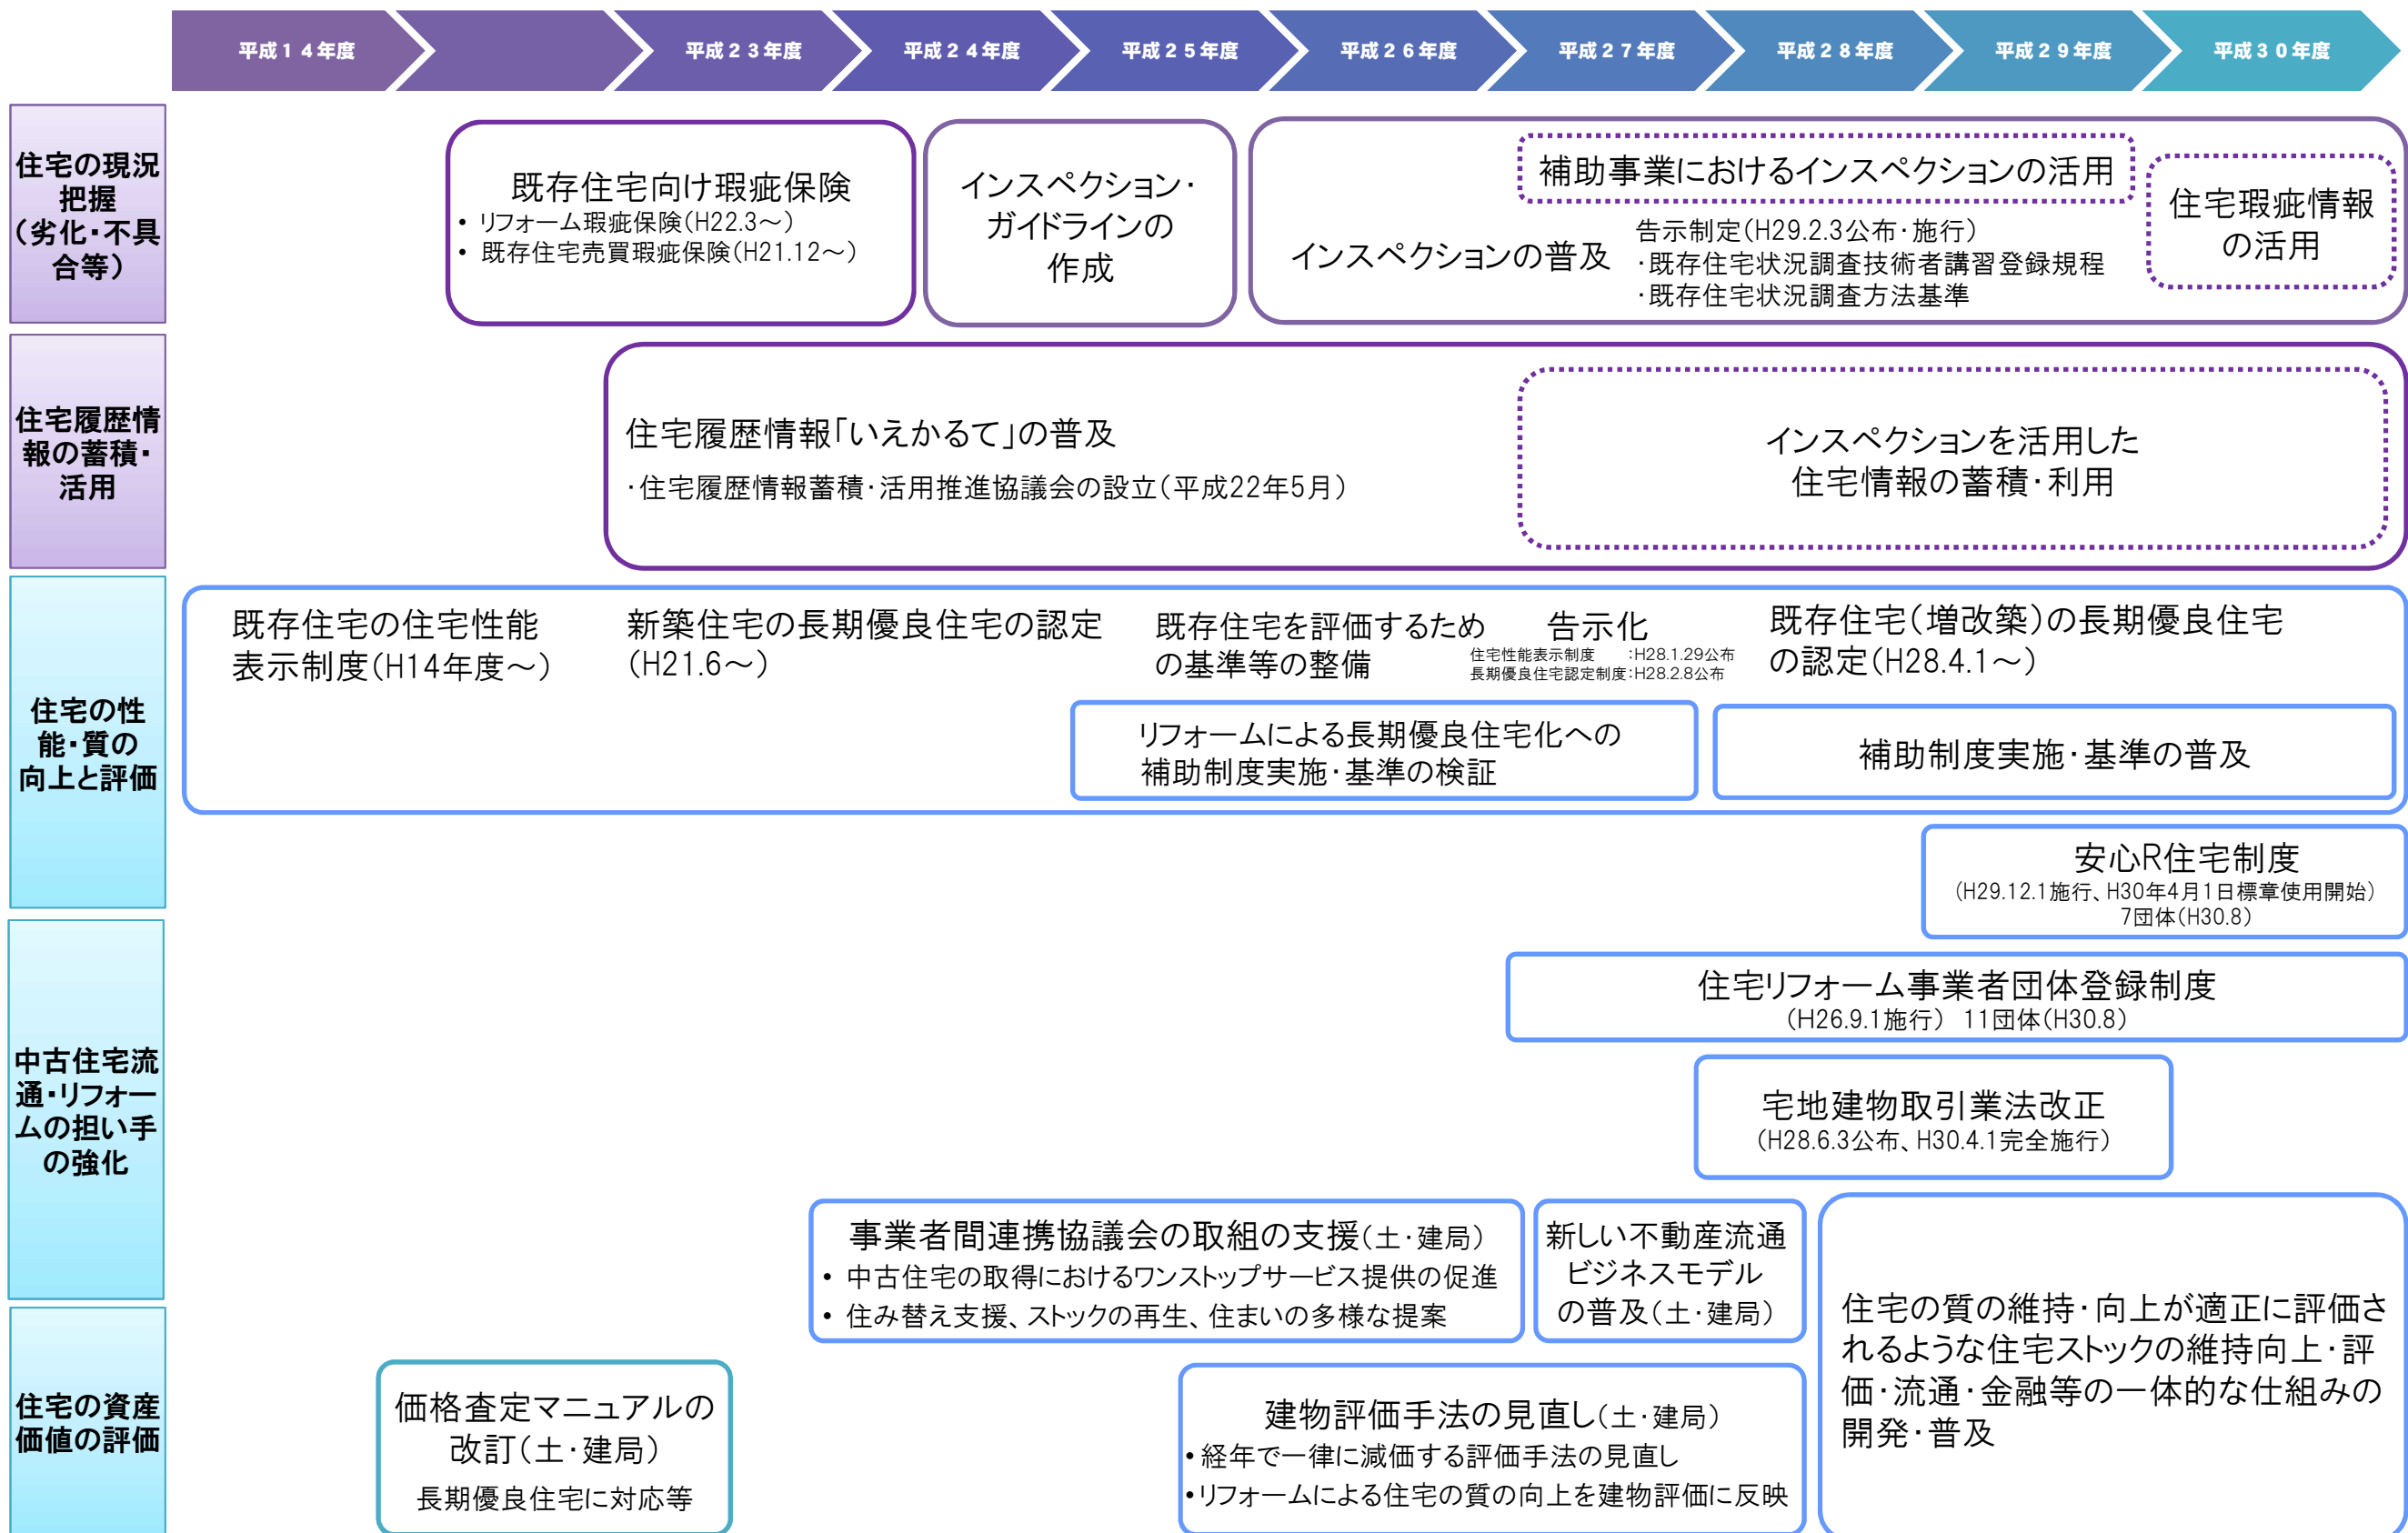 平成１４年度
平成２３年度
平成２４年度
平成２５年度
平成２６年度
平成２７年度
平成２８年度
平成２９年度
平成３０年度
住宅の現況
把握
（劣化・不具
合等）
既存住宅向け瑕疵保険
• リフォーム瑕疵保険（H22.3～）
• 既存住宅売買瑕疵保険（H21.12～）
インスペクション・
ガイドラインの
作成
補助事業におけるインスペクションの活用
インスペクションの普及
告示制定（H29.2.3公布・施行）
・既存住宅状況調査技術者講習登録規程
・既存住宅状況調査方法基準
住宅瑕疵情報
の活用
住宅履歴情
報の蓄積・
活用
住宅履歴情報「いえかるて」の普及
・住宅履歴情報蓄積・活用推進協議会の設立（平成22年5月）
インスペクションを活用した
住宅情報の蓄積・利用
住宅の性
能・質の
向上と評価
既存住宅の住宅性能
表示制度（H14年度～）
新築住宅の長期優良住宅の認定
（H21.6～）
既存住宅を評価するため
の基準等の整備
告示化
住宅性能表示制度　：H28.1.29公布
長期優良住宅認定制度：H28.2.8公布
既存住宅（増改築）の長期優良住宅
の認定（H28.4.1～）
リフォームによる長期優良住宅化への
補助制度実施・基準の検証
補助制度実施・基準の普及
安心R住宅制度
（H29.12.1施行、H30年4月1日標章使用開始）
7団体（H30.8）
中古住宅流
通・リフォー
ムの担い手
の強化
住宅リフォーム事業者団体登録制度
（H26.9.1施行）　11団体（H30.8）
宅地建物取引業法改正
（H28.6.3公布、H30.4.1完全施行）
事業者間連携協議会の取組の支援（土・建局）
• 中古住宅の取得におけるワンストップサービス提供の促進
• 住み替え支援、ストックの再生、住まいの多様な提案
新しい不動産流通
ビジネスモデル
の普及（土・建局）
住宅の質の維持・向上が適正に評価さ
れるような住宅ストックの維持向上・評
価・流通・金融等の一体的な仕組みの
開発・普及
住宅の資産
価値の評価
価格査定マニュアルの
改訂（土・建局）
長期優良住宅に対応等
建物評価手法の見直し（土・建局）
• 経年で一律に減価する評価手法の見直し
• リフォームによる住宅の質の向上を建物評価に反映